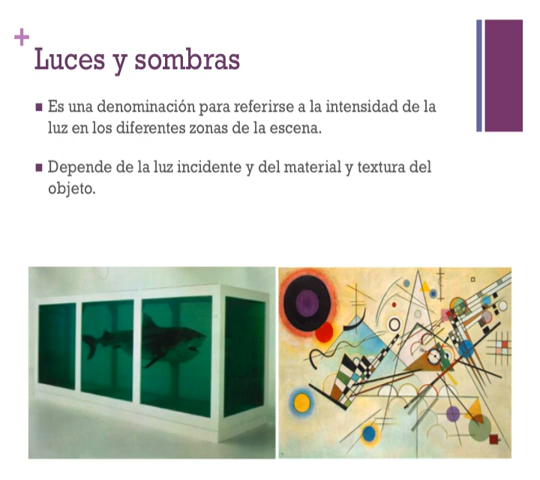 Luces y sombras
Es una denominación para referirse a la intensidad de la
luz en los diferentes zonas de la escena.
Depende de la luz incidente y del material y textura del
objeto.